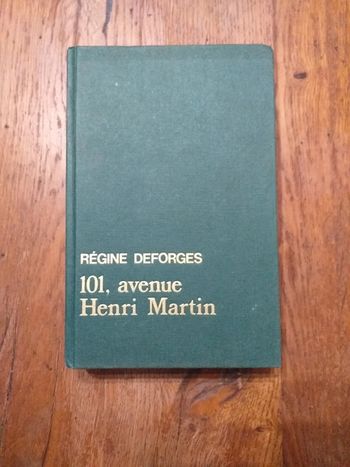 RÉGINE DEFORGES
101, avenue
Henri Martin